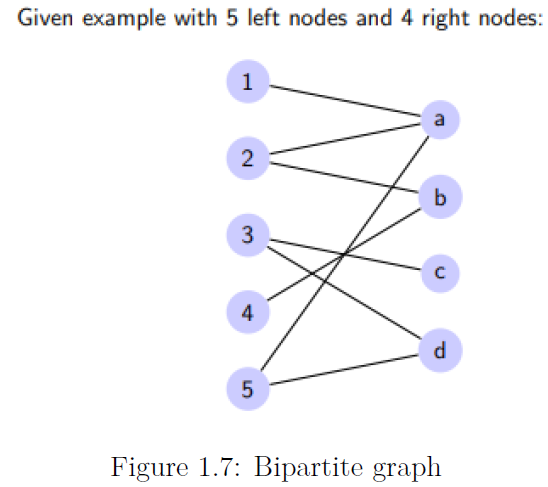 Given example with 5 left nodes and 4 right nodes:
1
a
2
b
3
c
4
d
5
Figure 1.7: Bipartite graph